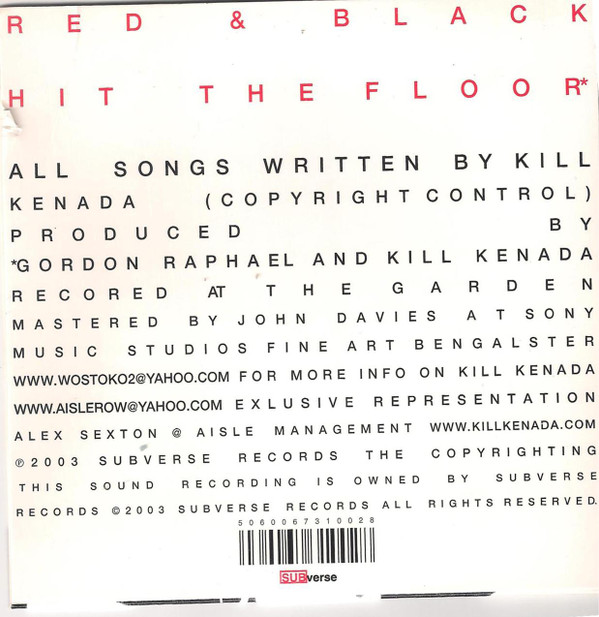 RED & BLACK
HIT THE FLOOR*
ALL SONGS WRITTEN BY KILL
KENADA (COPYRIGHT CONTROL)
PRODUCED BY
*GORDON RAPHAEL AND KILL KENADA
RECORED AT THE GARDEN
MASTERED BY JOHN DAVIES AT SONY
MUSIC STUDIOS FINE ART BENGALSTER
WWW.WOSTOKO2@YAHOO.COM FOR MORE INFO ON KILL KENADA
WWW.AISLEROW@YAHOO.COM EXLUSIVE REPRESENTATION
ALEX SEXTON @ AISLE MANAGEMENT WWW.KILLKENADA.COM
℗2003 SUBVERSE RECORDS THE COPYRIGHTING
THIS SOUND RECORDING IS OWNED BY SUBVERSE
RECORDS ©2003 SUBVERSE RECORDS ALL RIGHTS RESERVED.
5060067310028
SUBverse